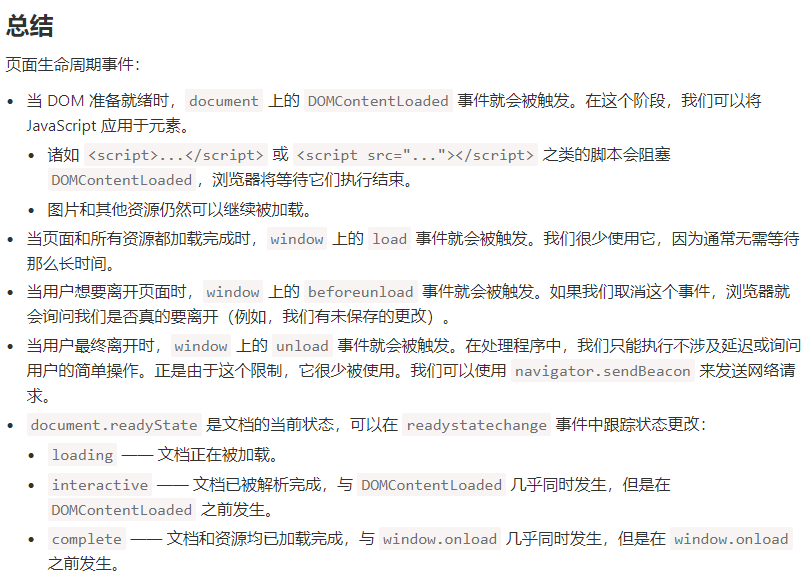 总结
页面生命周期事件：
当 DOM 准备就绪时，document 上的 DOMContentLoaded 事件就会被触发。在这个阶段，我们可以将
JavaScript 应用于元素。
诸如 <script>...</script> 或 <script src="..."></script> 之类的脚本会阻塞
DOMContentLoaded，浏览器将等待它们执行结束。
图片和其他资源仍然可以继续被加载。
当页面和所有资源都加载完成时，window 上的 load 事件就会被触发。我们很少使用它，因为通常无需等待
那么长时间。
当用户想要离开页面时，window 上的 beforeunload 事件就会被触发。如果我们取消这个事件，浏览器就
会询问我们是否真的要离开（例如，我们有未保存的更改）。
当用户最终离开时，window 上的 unload 事件就会被触发。在处理程序中，我们只能执行不涉及延迟或询问
用户的简单操作。正是由于这个限制，它很少被使用。我们可以使用 navigator.sendBeacon 来发送网络请
求。
document.readyState 是文档的当前状态，可以在 readystatechange 事件中跟踪状态更改：
loading —— 文档正在被加载。
interactive —— 文档已被解析完成，与 DOMContentLoaded 几乎同时发生，但是在
DOMContentLoaded 之前发生。
complete —— 文档和资源均已加载完成，与 window.onload 几乎同时发生，但是在 window.onload
之前发生。